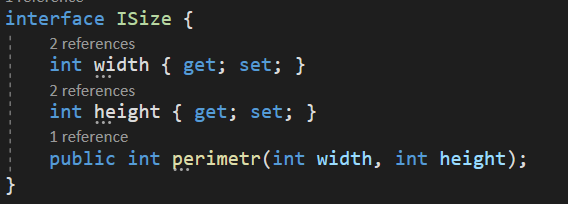 interface ISize {
2 references
int width { get; set; }
2 references
int height { get; set; }
1 reference
public int perimetr(int width, int height);
}